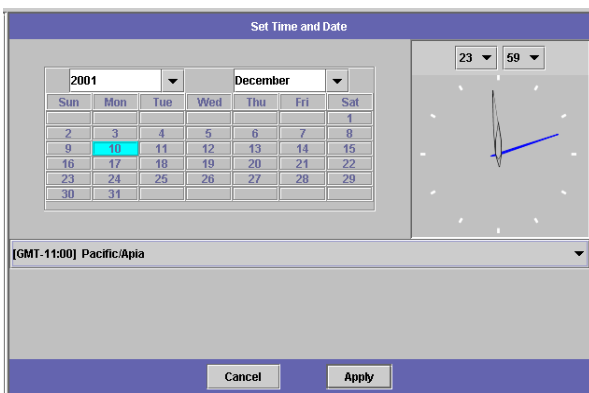 Set Time and Date
2001 December
23 59
Sun Mon Tue Wed Thu Fri Sat
1
2 3 4 5 6 7 8
9 10 11 12 13 14 15
16 17 18 19 20 21 22
23 24 25 26 27 28 29
30 31
[GMT-11:00] Pacific/Apia
Cancel Apply